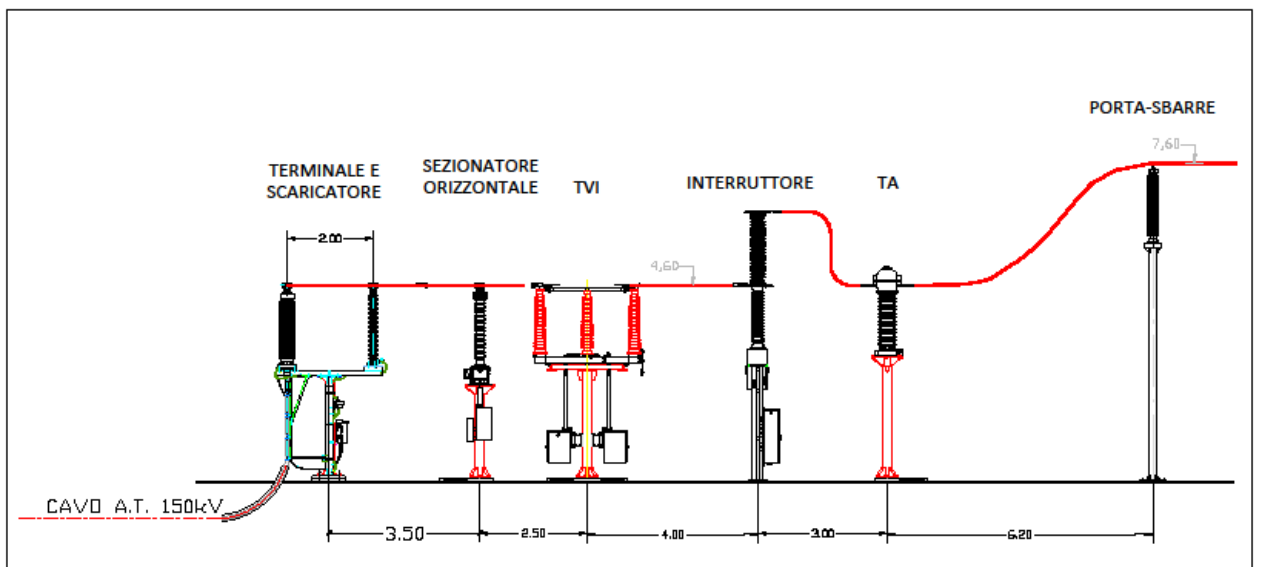 PORTA-SBARRE
7,60
TERMINALE E
SCARICATORE
SEZIONATORE
ORIZZONTALE
TVI
INTERRUTTORE
TA
2.00
4,60
CAVO A.T. 150kV
3.50
2.50
4.00
3.00
6.20